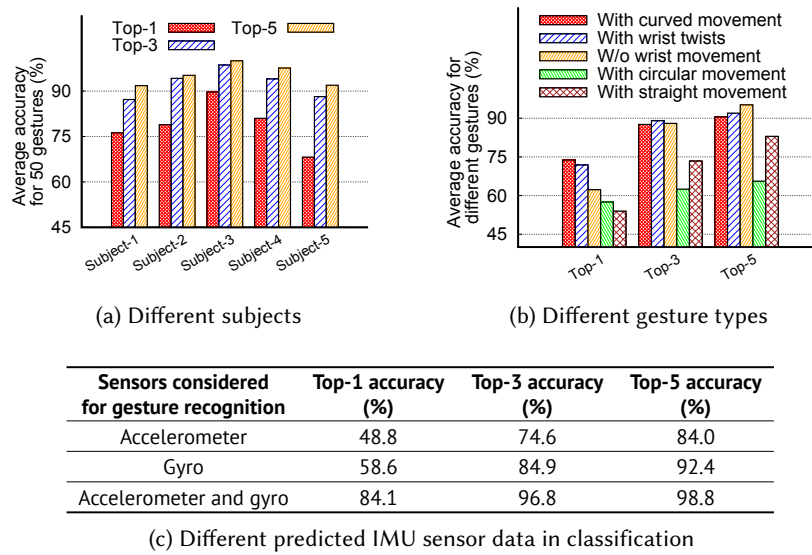 Top-1
Top-3
Top-5
Average accuracy
for 50 gestures (%)
90
75
60
45
Subject-1
Subject-2
Subject-3
Subject-4
Subject-5
(a) Different subjects
With curved movement
With wrist twists
W/o wrist movement
With circular movement
With straight movement
Average accuracy for
different gestures (%)
90
75
60
45
Top-1
Top-3
Top-5
(b) Different gesture types
Sensors considered for gesture recognition Top-1 accuracy (%) Top-3 accuracy (%) Top-5 accuracy (%)
Accelerometer 48.8 74.6 84.0
Gyro 58.6 84.9 92.4
Accelerometer and gyro 84.1 96.8 98.8
(c) Different predicted IMU sensor data in classification